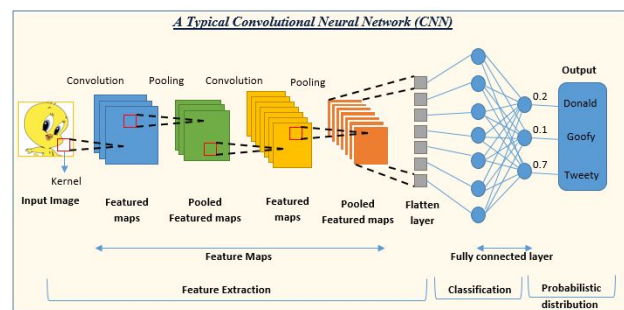 A Typical Convolutional Neural Network (CNN)
Convolution
Pooling
Convolution
Pooling
Output
0.2
Donald
0.1
Goofy
0.7
Tweety
Kernel
Input Image
Featured
maps
Pooled
Featured maps
Featured
maps
Pooled
Featured maps
Flatten
layer
Fully connected layer
Feature Maps
Feature Extraction
Classification
Probabilistic
distribution